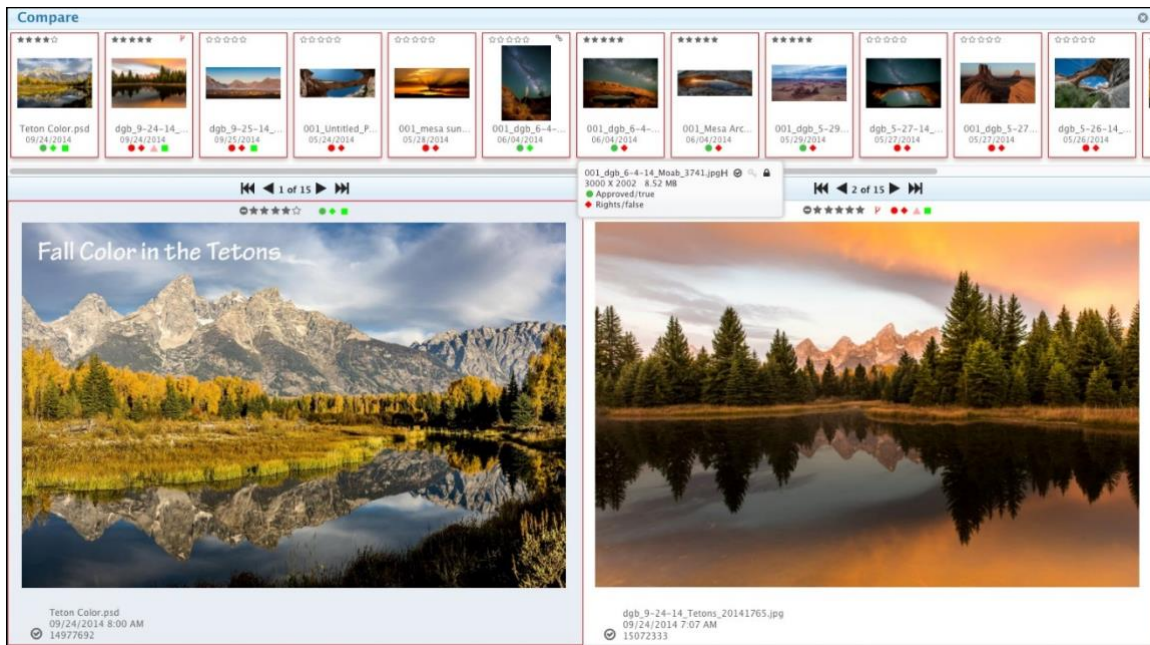 Compare
Teton Color.psd
09/24/2014
dgb_9-24-14_...
09/24/2014
dgb_9-25-14_...
09/25/2014
001_Untitled_P...
05/24/2014
001_mesa sun...
05/28/2014
001_dgb_6-4-...
06/04/2014
001_dgb_6-4-...
06/04/2014
001_Mesa Arc...
06/04/2014
001_dgb_5-29...
05/29/2014
dgb_5-27-14_...
05/27/2014
001_dgb_5-27...
05/27/2014
dgb_5-26-14_...
05/26/2014
1 of 15
001_dgb_6-4-14_Moab_3741.jpgH
3000 X 2002 8.52 MB
Approved/true
Rights/false
2 of 15
Fall Color in the Tetons
Teton Color.psd
09/24/2014 8:00 AM
14977692
dgb_9-24-14_Tetons_20141765.jpg
09/24/2014 7:07 AM
15072333